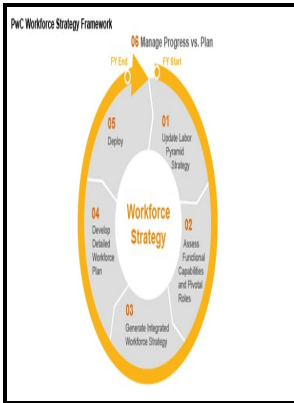 PwC Workforce Strategy Framework
06 Manage Progress vs. Plan
FY End
FY Start
01
Update Labor
Pyramid
Strategy
02
Assess
Functional
Capabilities
and Pivotal
Roles
03
Generate Integrated
Workforce Strategy
04
Develop
Detailed
Workforce
Plan
05
Deploy
Workforce
Strategy